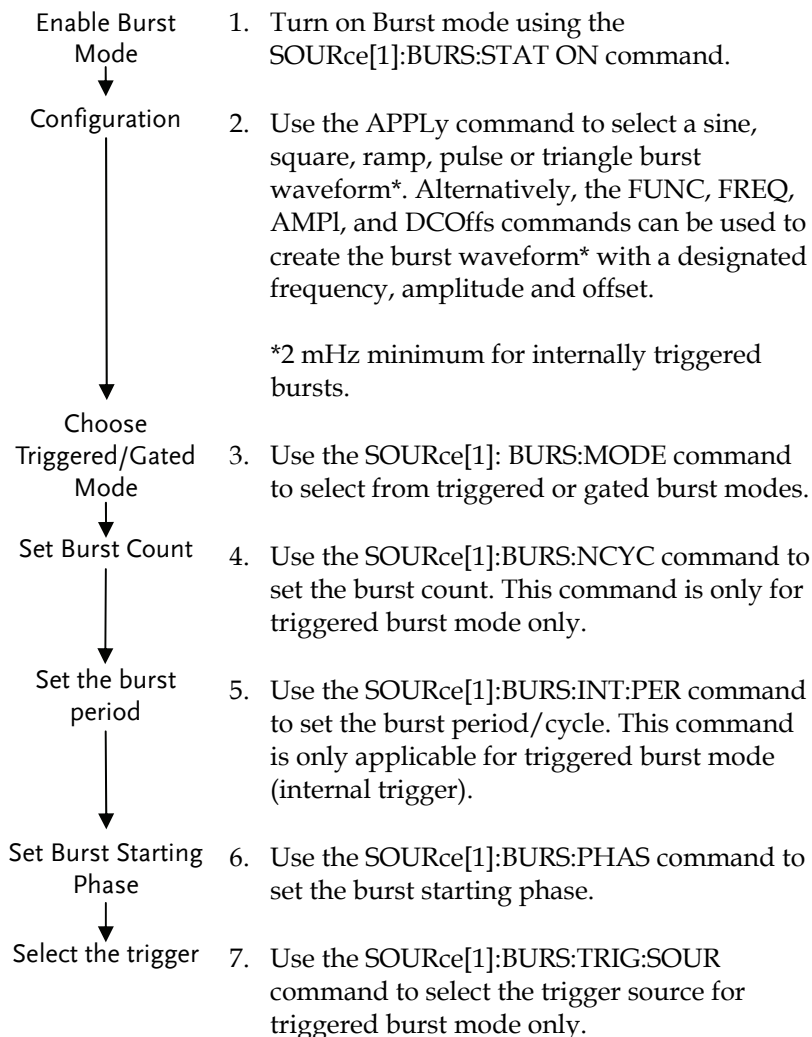 Enable Burst
Mode
1. Turn on Burst mode using the
SOURce[1]:BURS:STAT ON command.
Configuration
2. Use the APPLy command to select a sine,
square, ramp, pulse or triangle burst
waveform*. Alternatively, the FUNC, FREQ,
AMPl, and DCOffs commands can be used to
create the burst waveform* with a designated
frequency, amplitude and offset.
*2 mHz minimum for internally triggered
bursts.
Choose
Triggered/Gated
Mode
3. Use the SOURce[1]: BURS:MODE command
to select from triggered or gated burst modes.
Set Burst Count
4. Use the SOURce[1]:BURS:NCYC command to
set the burst count. This command is only for
triggered burst mode only.
Set the burst
period
5. Use the SOURce[1]:BURS:INT:PER command
to set the burst period/cycle. This command
is only applicable for triggered burst mode
(internal trigger).
Set Burst Starting
Phase
6. Use the SOURce[1]:BURS:PHAS command to
set the burst starting phase.
Select the trigger
7. Use the SOURce[1]:BURS:TRIG:SOUR
command to select the trigger source for
triggered burst mode only.